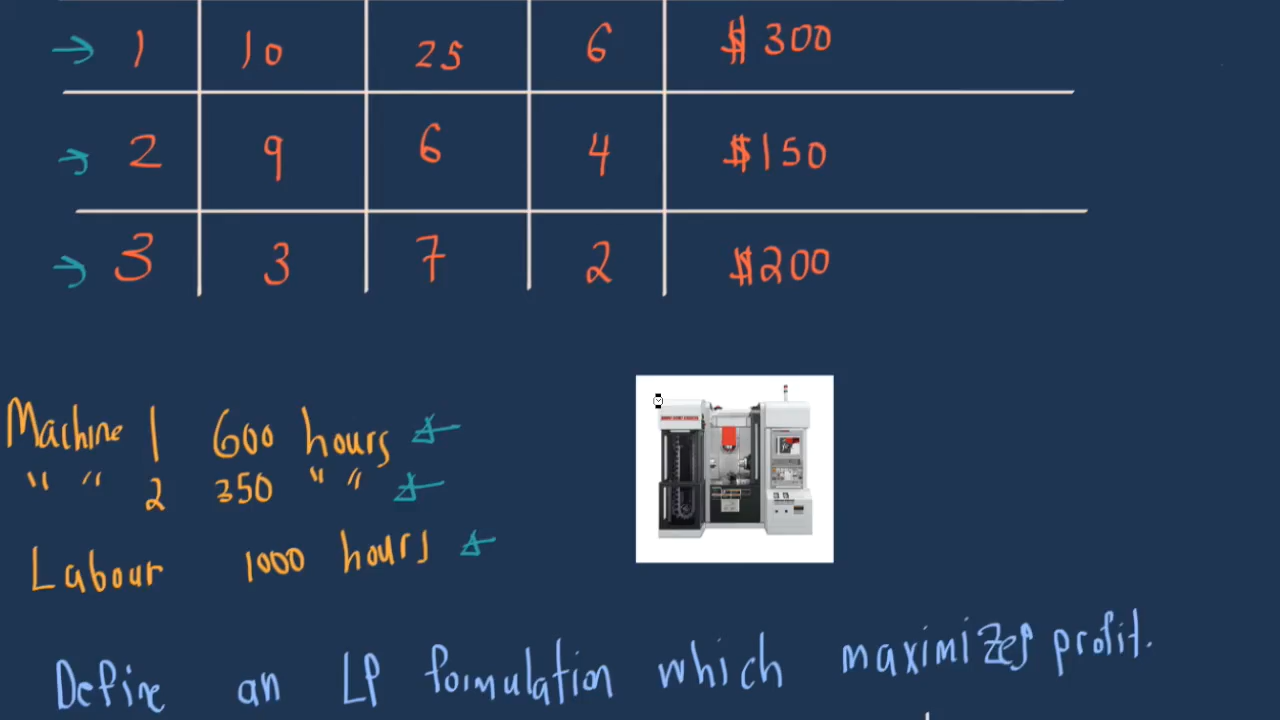 → 1 10 25 6 $300
→ 2 9 6 4 $150
→ 3 3 7 2 $200
Machine 1 600 hours
" " 2 350 " "
Labour 1000 hours
Define an LP formulation which maximizes profit.